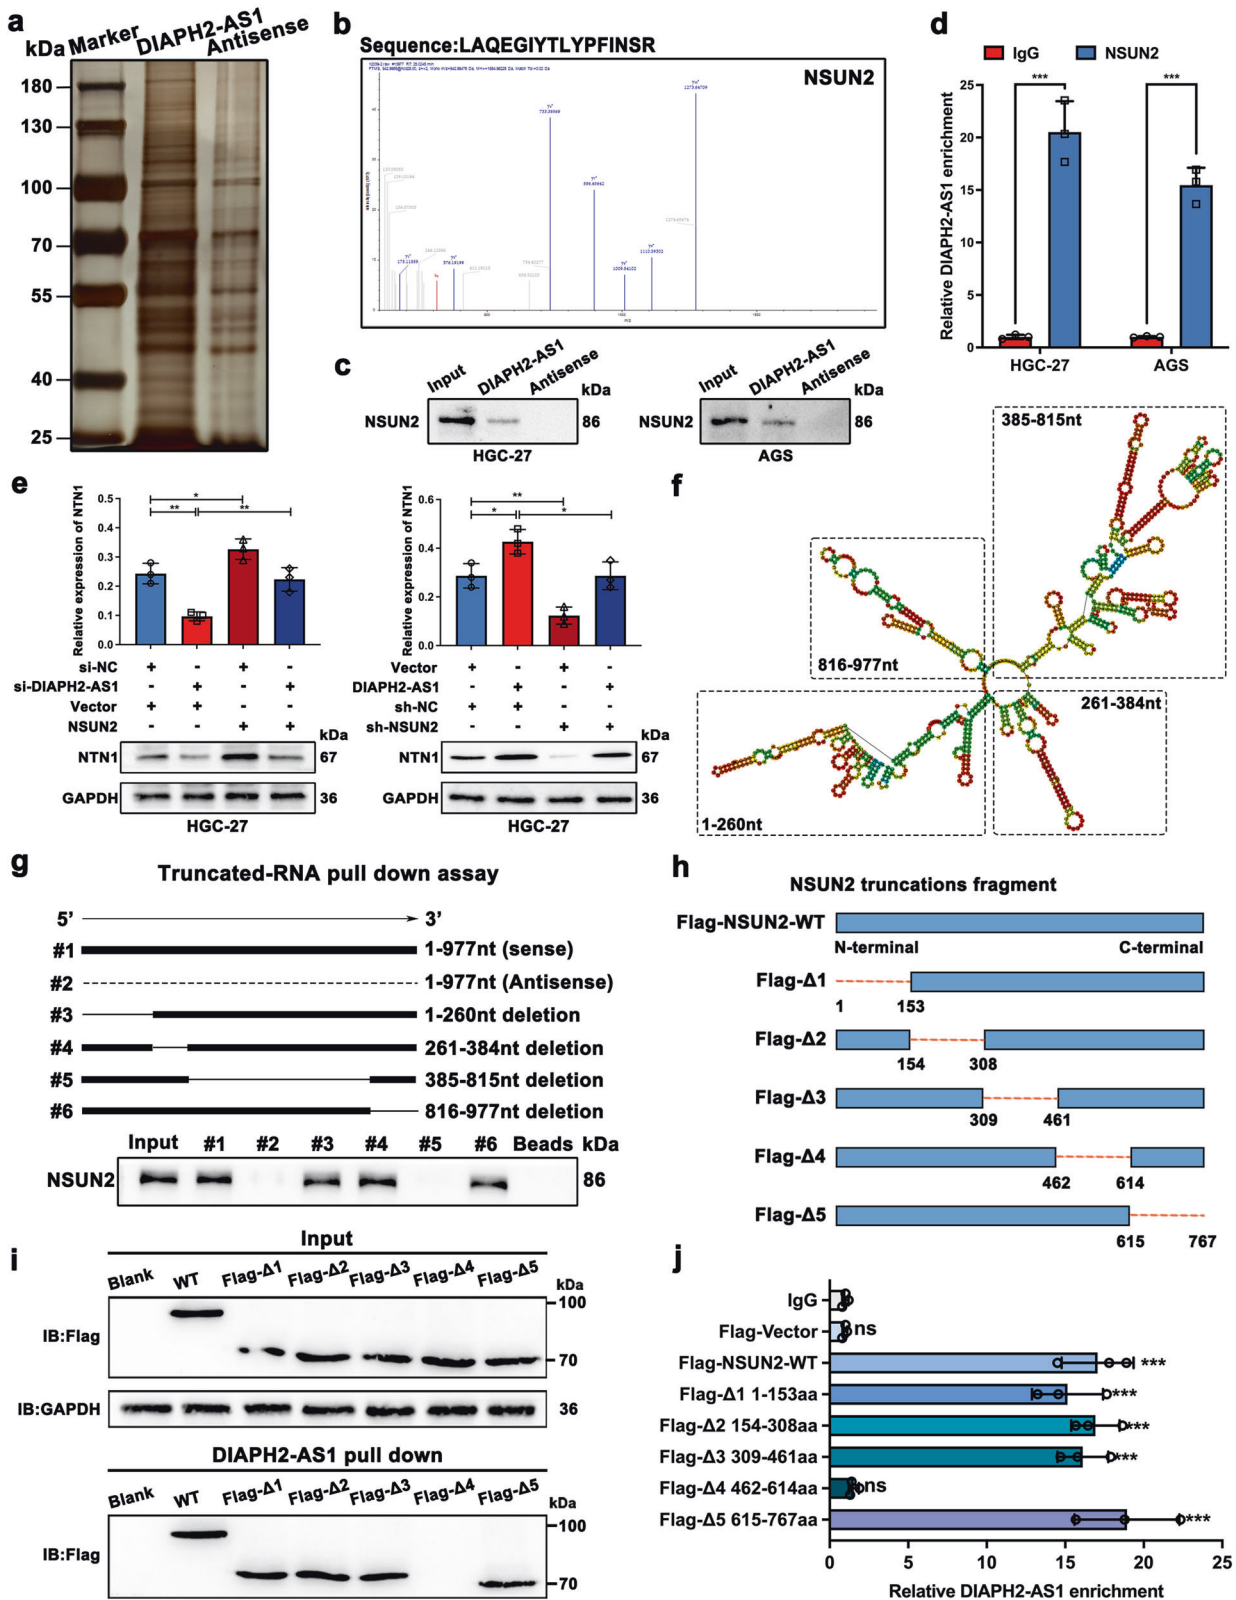 a
kDa Marker DIAPH2-AS1 Antisense
180
130
100
70
55
40
25
b
Sequence:LAQEGIYTLYPFINSR
NSUN2
c
Input DIAPH2-AS1 Antisense kDa
NSUN2 86
HGC-27
Input DIAPH2-AS1 Antisense kDa
NSUN2 86
AGS
d
IgG NSUN2
Relative DIAPH2-AS1 enrichment
25
20
15
10
5
0
*** ***
HGC-27 AGS
e
Relative expression of NTN1
0.5
0.4
0.3
0.2
0.1
0.0
*
** **
si-NC + - + -
si-DIAPH2-AS1 - + - +
Vector + + - -
NSUN2 - - + +
kDa
NTN1 67
GAPDH 36
HGC-27
Relative expression of NTN1
0.6
0.4
0.2
0.0
**
* *
Vector + - + -
DIAPH2-AS1 - + - +
sh-NC + + - -
sh-NSUN2 - - + +
kDa
NTN1 67
GAPDH 36
HGC-27
f
385-815nt
816-977nt
261-384nt
1-260nt
g
Truncated-RNA pull down assay
5’ 3’
#1 1-977nt (sense)
#2 1-977nt (Antisense)
#3 1-260nt deletion
#4 261-384nt deletion
#5 385-815nt deletion
#6 816-977nt deletion
Input #1 #2 #3 #4 #5 #6 Beads kDa
NSUN2 86
h
NSUN2 truncations fragment
Flag-NSUN2-WT
N-terminal C-terminal
Flag-Δ1
1 153
Flag-Δ2
154 308
Flag-Δ3
309 461
Flag-Δ4
462 614
Flag-Δ5
615 767
i
Input
Blank WT Flag-Δ1 Flag-Δ2 Flag-Δ3 Flag-Δ4 Flag-Δ5 kDa
100
IB:Flag
70
IB:GAPDH 36
DIAPH2-AS1 pull down
Blank WT Flag-Δ1 Flag-Δ2 Flag-Δ3 Flag-Δ4 Flag-Δ5 kDa
100
IB:Flag
70
j
IgG
Flag-Vector ns
Flag-NSUN2-WT ***
Flag-Δ1 1-153aa ***
Flag-Δ2 154-308aa ***
Flag-Δ3 309-461aa ***
Flag-Δ4 462-614aa ns
Flag-Δ5 615-767aa ***
0 5 10 15 20 25
Relative DIAPH2-AS1 enrichment